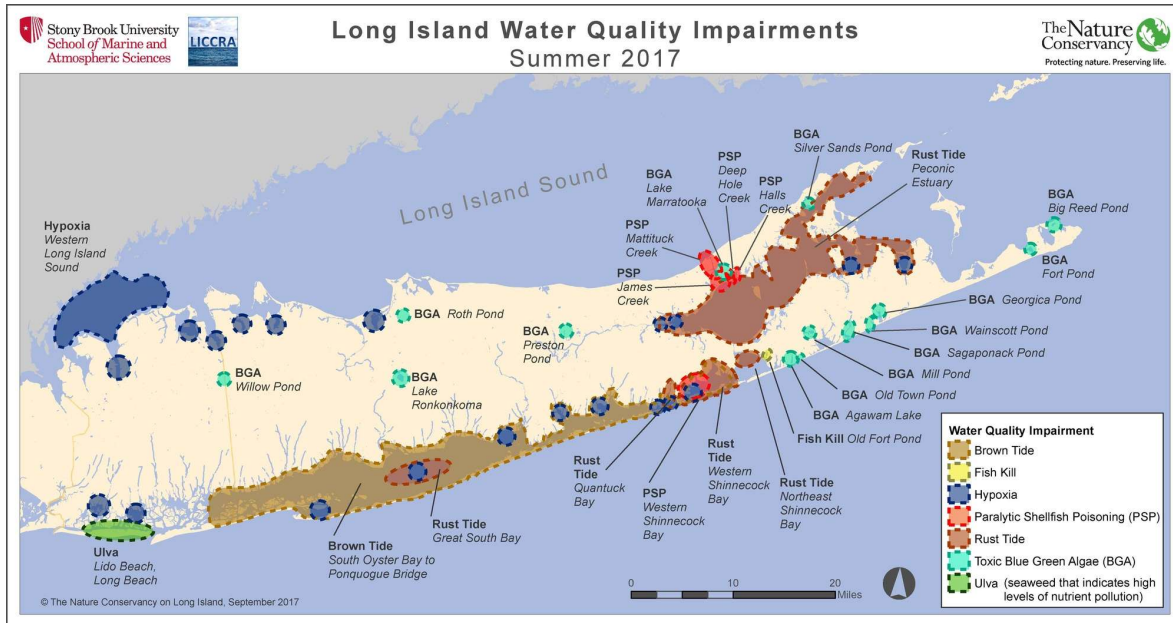 Stony Brook University
School of Marine and
Atmospheric Sciences
LICCRA
Long Island Water Quality Impairments
Summer 2017
The Nature
Conservancy
Protecting nature. Preserving life.
Long Island Sound
Hypoxia
Western
Long Island
Sound
BGA
Silver Sands Pond
PSP
Deep
Hole
Creek
PSP
Halls
Creek
BGA
Lake
Marratooka
Rust Tide
Peconic
Estuary
PSP
Mattituck
Creek
PSP
James
Creek
BGA
Big Reed Pond
BGA
Fort Pond
BGA Georgica Pond
BGA Wainscott Pond
BGA Sagaponack Pond
BGA Mill Pond
BGA Old Town Pond
BGA Agawam Lake
Fish Kill Old Fort Pond
BGA Roth Pond
BGA
Preston
Pond
BGA
Willow Pond
BGA
Lake
Ronkonkoma
Rust
Tide
Quantuck
Bay
PSP
Western
Shinnecock
Bay
Rust
Tide
Western
Shinnecock
Bay
Rust Tide
Northeast
Shinnecock
Bay
Rust Tide
Great South Bay
Brown Tide
South Oyster Bay to
Ponquogue Bridge
Ulva
Lido Beach,
Long Beach
Water Quality Impairment
Brown Tide
Fish Kill
Hypoxia
Paralytic Shellfish Poisoning (PSP)
Rust Tide
Toxic Blue Green Algae (BGA)
Ulva (seaweed that indicates high
levels of nutrient pollution)
0 10 20
Miles
© The Nature Conservancy on Long Island, September 2017